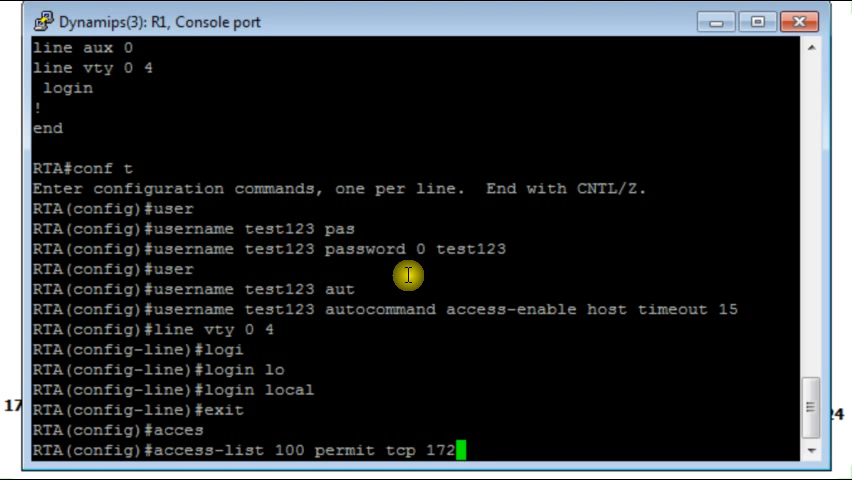 Dynamips(3): R1, Console port
line aux 0
line vty 0 4
 login
!
end
RTA#conf t
Enter configuration commands, one per line.  End with CNTL/Z.
RTA(config)#user
RTA(config)#username test123 pas
RTA(config)#username test123 password 0 test123
RTA(config)#user
RTA(config)#username test123 aut
RTA(config)#username test123 autocommand access-enable host timeout 15
RTA(config)#line vty 0 4
RTA(config-line)#logi
RTA(config-line)#login lo
RTA(config-line)#login local
RTA(config-line)#exit
17
24
RTA(config)#acces
RTA(config)#access-list 100 permit tcp 172